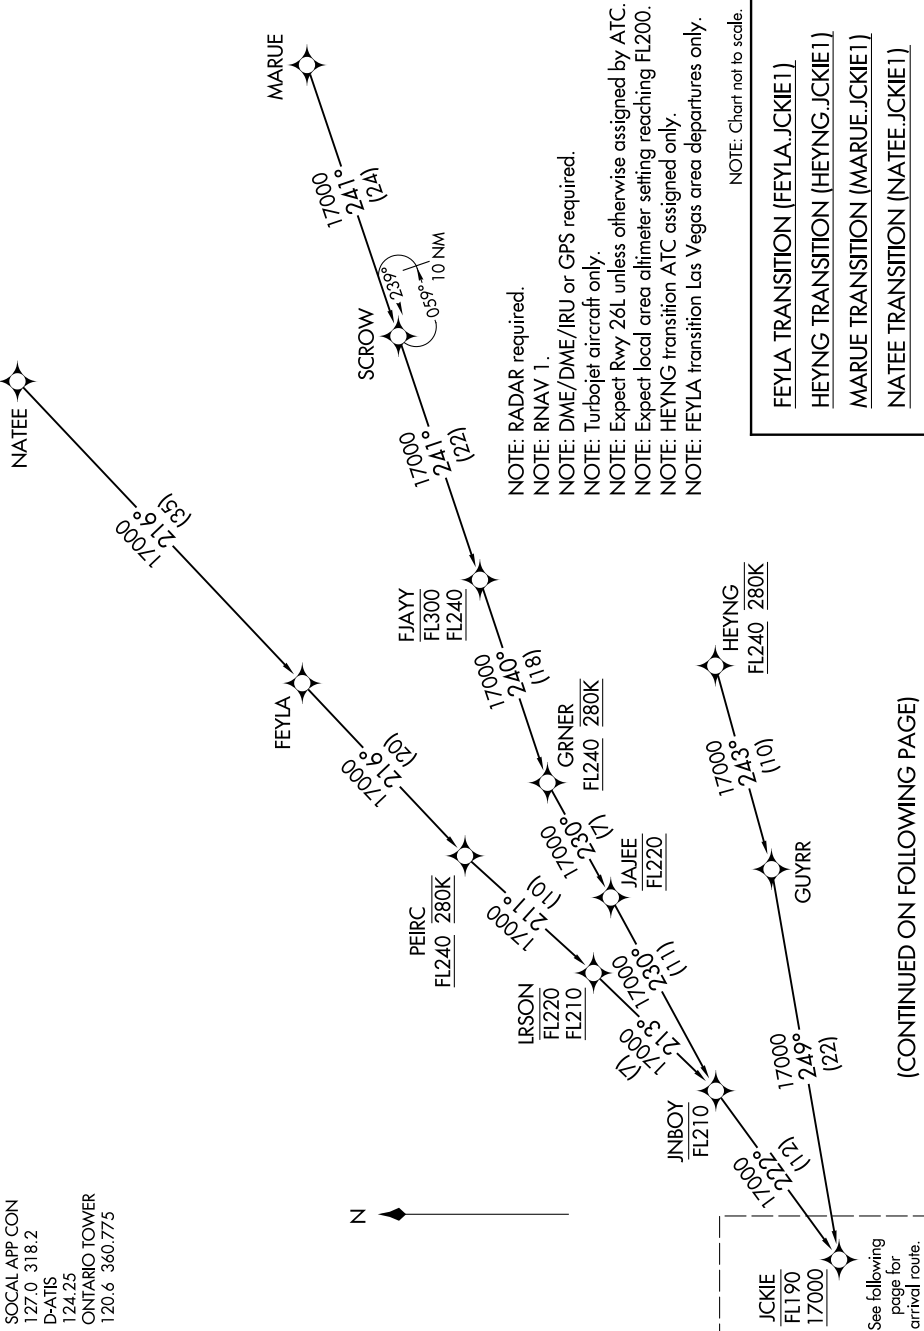 SOCAL APP CON
127.0 318.2
D-ATIS
124.25
ONTARIO TOWER
120.6 360.775
N
NATEE
17000
216°
(35)
FEYLA
17000
216°
(20)
PEIRC
FL240 280K
17000
211°
(10)
LRSON
FL220
FL210
17000
213°
(7)
MARUE
17000
241°
(24)
SCROW
239°
059°
10 NM
17000
241°
(22)
FJAYY
FL300
FL240
17000
240°
(18)
GRNER
FL240 280K
17000
230°
(7)
JAJEE
FL220
17000
230°
(11)
JNBOY
FL210
17000
222°
(12)
HEYNG
FL240 280K
17000
243°
(10)
GUYRR
17000
249°
(22)
JCKIE
FL190
17000
See following
page for
arrival route.
NOTE: RADAR required.
NOTE: RNAV 1.
NOTE: DME/DME/IRU or GPS required.
NOTE: Turbojet aircraft only.
NOTE: Expect Rwy 26L unless otherwise assigned by ATC.
NOTE: Expect local area altimeter setting reaching FL200.
NOTE: HEYNG transition ATC assigned only.
NOTE: FEYLA transition Las Vegas area departures only.
NOTE: Chart not to scale.
FEYLA TRANSITION (FEYLA.JCKIE1)
HEYNG TRANSITION (HEYNG.JCKIE1)
MARUE TRANSITION (MARUE.JCKIE1)
NATEE TRANSITION (NATEE.JCKIE1)
(CONTINUED ON FOLLOWING PAGE)